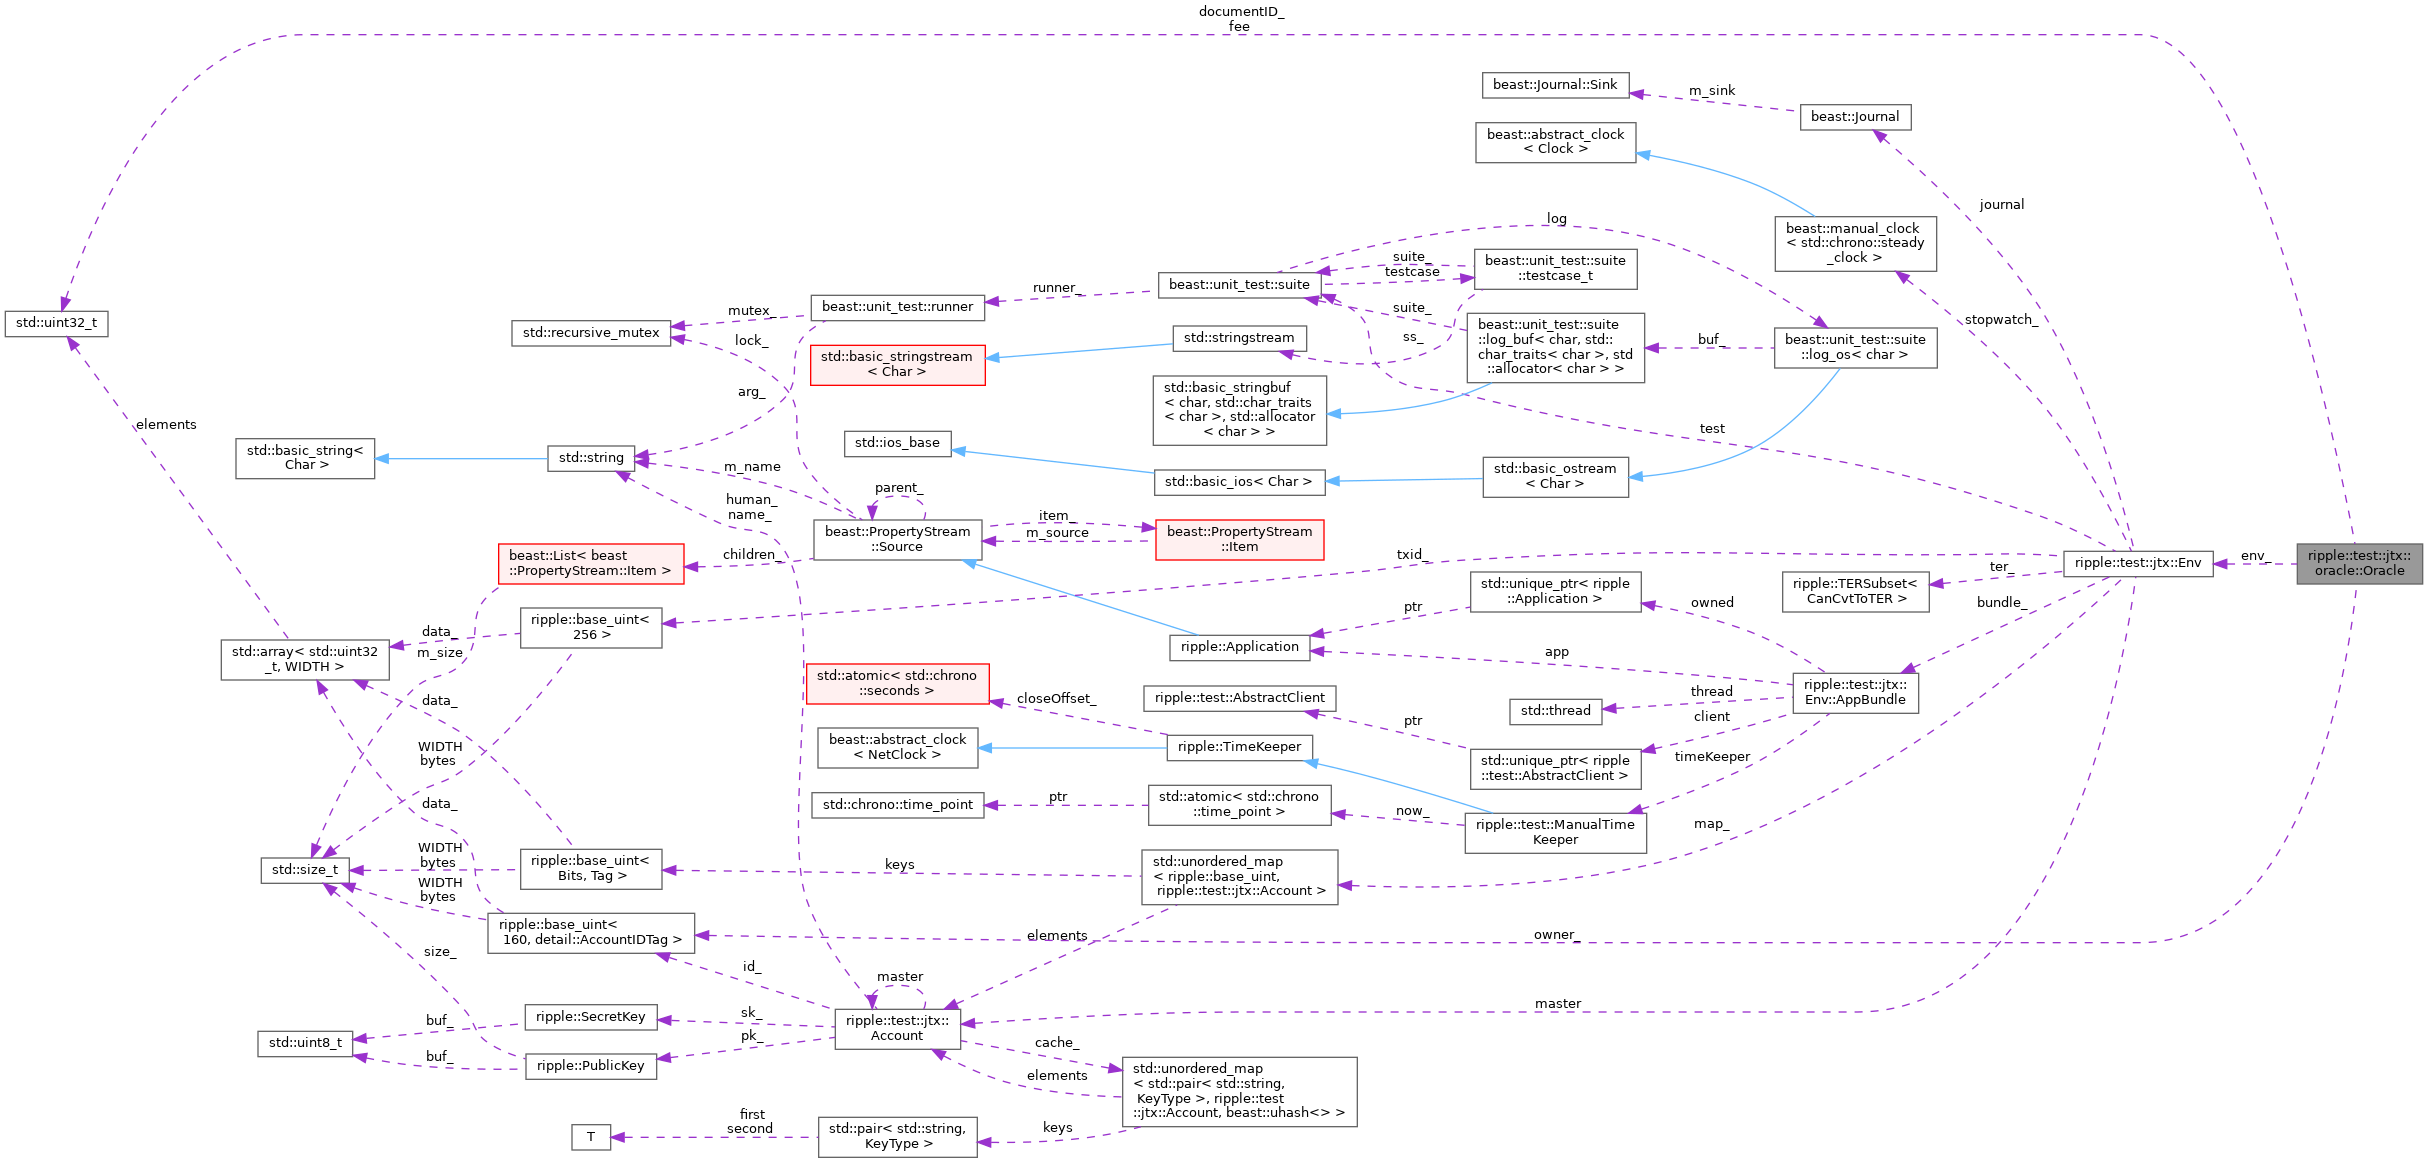 documentID_
fee
beast::Journal::Sink
m_sink
beast::Journal
beast::abstract_clock
< Clock >
journal
log
beast::manual_clock
< std::chrono::steady
_clock >
suite_
testcase
beast::unit_test::suite
::testcase_t
beast::unit_test::suite
runner_
beast::unit_test::runner
mutex_
std::recursive_mutex
lock_
std::uint32_t
stopwatch_
suite_
beast::unit_test::suite
::log_buf< char, std::
char_traits< char >, std
::allocator< char > >
buf_
beast::unit_test::suite
::log_os< char >
ss_
std::stringstream
std::basic_stringstream
< Char >
arg_
std::basic_stringbuf
< char, std::char_traits
< char >, std::allocator
< char > >
elements
test
std::basic_string<
Char >
std::string
std::ios_base
m_name
std::basic_ios< Char >
std::basic_ostream
< Char >
parent_
human_
name_
item_
m_source
beast::PropertyStream
::Source
beast::PropertyStream
::Item
beast::List< beast
::PropertyStream::Item >
children_
txid_
ripple::test::jtx::Env
env_
ripple::test::jtx::
oracle::Oracle
ter_
ripple::TERSubset<
CanCvtToTER >
std::unique_ptr< ripple
::Application >
ptr
owned
bundle_
ripple::base_uint<
256 >
data_
m_size
std::array< std::uint32
_t, WIDTH >
ripple::Application
app
std::atomic< std::chrono
::seconds >
closeOffset_
ripple::test::AbstractClient
ripple::test::jtx::
Env::AppBundle
thread
std::thread
data_
client
ptr
beast::abstract_clock
< NetClock >
ripple::TimeKeeper
std::unique_ptr< ripple
::test::AbstractClient >
timeKeeper
WIDTH
bytes
std::chrono::time_point
ptr
std::atomic< std::chrono
::time_point >
now_
ripple::test::ManualTime
Keeper
data_
map_
WIDTH
bytes
std::size_t
ripple::base_uint<
Bits, Tag >
keys
std::unordered_map
< ripple::base_uint,
ripple::test::jtx::Account >
WIDTH
bytes
ripple::base_uint<
160, detail::AccountIDTag >
elements
owner_
size_
id_
master
master
ripple::SecretKey
sk_
ripple::test::jtx::
Account
buf_
std::uint8_t
pk_
buf_
ripple::PublicKey
cache_
elements
std::unordered_map
< std::pair< std::string,
KeyType >, ripple::test
::jtx::Account, beast::uhash<> >
first
second
T
std::pair< std::string,
KeyType >
keys